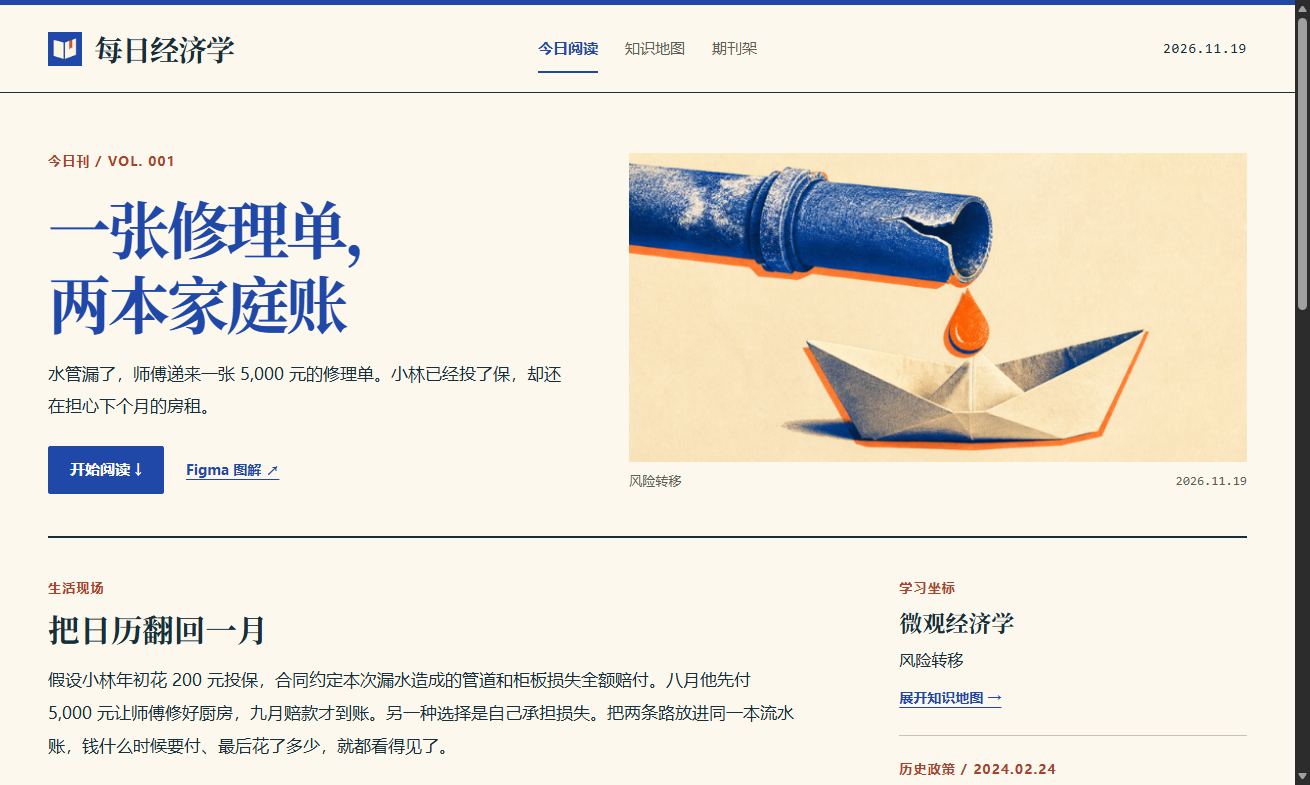 每日经济学
今日阅读 知识地图 期刊架
2026.11.19
今日刊 / VOL. 001
一张修理单,
两本家庭账
水管漏了，师傅递来一张 5,000 元的修理单。小林已经投了保，却还
在担心下个月的房租。
开始阅读 ↓ Figma 图解 ↗
风险转移 2026.11.19
生活现场
把日历翻回一月
假设小林年初花 200 元投保，合同约定本次漏水造成的管道和柜板损失全额赔付。八月他先付
5,000 元让师傅修好厨房，九月赔款才到账。另一种选择是自己承担损失。把两条路放进同一本流水
账，钱什么时候要付、最后花了多少，就都看得见了。
学习坐标
微观经济学
风险转移
展开知识地图 →
历史政策 / 2024.02.24